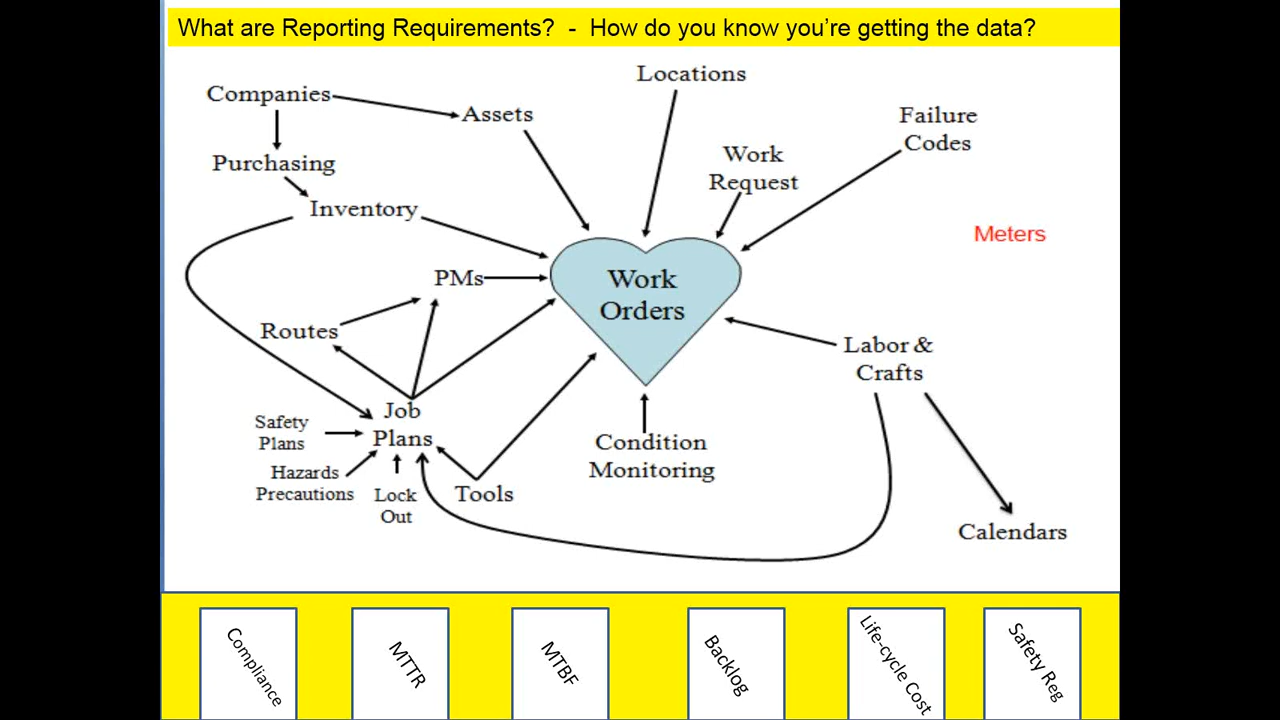 What are Reporting Requirements?  -  How do you know you’re getting the data?
Locations
Companies
Assets
Failure
Codes
Work
Request
Purchasing
Inventory
Meters
PMs
Work
Orders
Routes
Labor &
Crafts
Job
Plans
Safety
Plans
Condition
Monitoring
Hazards
Precautions
Lock
Out
Tools
Calendars
Compliance
MTTR
MTBF
Backlog
Life-cycle Cost
Safety Reg